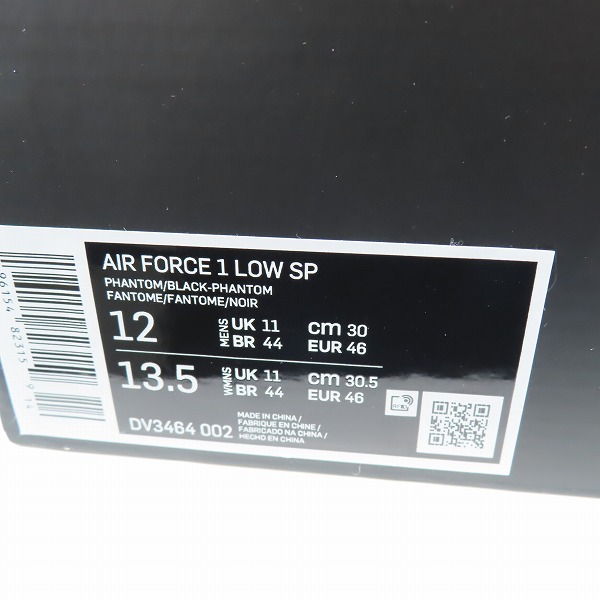 AIR FORCE 1 LOW SP
PHANTOM/BLACK-PHANTOM
FANTOME/FANTOME/NOIR
12 MENS UK 11 cm 30
BR 44 EUR 46
13.5 WMNS UK 11 cm 30.5
BR 44 EUR 46
DV3464 002
MADE IN CHINA /
FABRIQUE EN CHINE /
FABRICADO NA CHINA /
HECHO EN CHINA
96154 82315